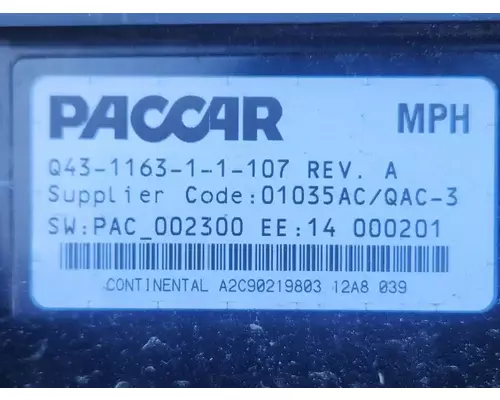 PACCAR MPH
Q43-1163-1-1-107 REV. A
Supplier Code:01035AC/QAC-3
SW:PAC_002300 EE:14 000201
CONTINENTAL A2C90219803 12A8 039